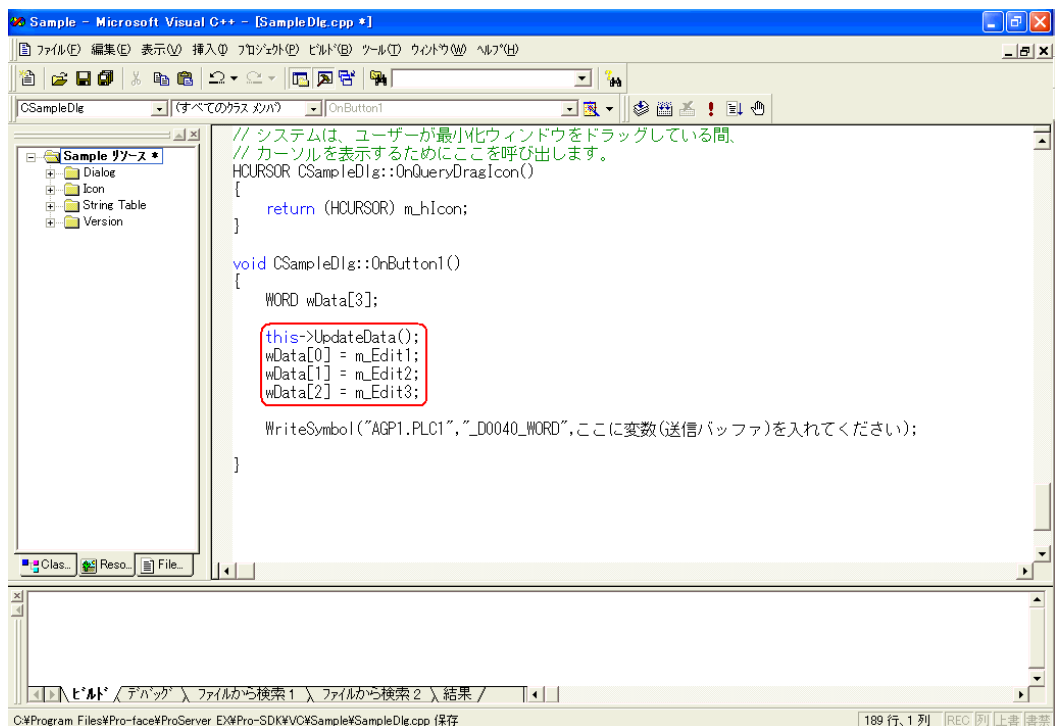 Sample - Microsoft Visual C++ - [SampleDlg.cpp *]
ファイル(F) 編集(E) 表示(V) 挿入(I) プロジェクト(P) ビルド(B) ツール(T) ウィンドウ(W) ヘルプ(H)
CSampleDlg (すべてのクラス メンバ) OnButton1
Sample リソース *
Dialog
Icon
String Table
Version
Clas... Reso... File...
// システムは、ユーザーが最小化ウィンドウをドラッグしている間、
// カーソルを表示するためにここを呼び出します。
HCURSOR CSampleDlg::OnQueryDragIcon()
{
return (HCURSOR) m_hIcon;
}
void CSampleDlg::OnButton1()
{
WORD wData[3];
this->UpdateData();
wData[0] = m_Edit1;
wData[1] = m_Edit2;
wData[2] = m_Edit3;
WriteSymbol("AGP1.PLC1","_D0040_WORD",ここに変数(送信バッファ)を入れてください);
}
ビルド デバッグ ファイルから検索1 ファイルから検索2 結果
C:¥Program Files¥Pro-face¥ProServer EX¥Pro-SDK¥VC¥Sample¥SampleDlg.cpp 保存 189 行、1 列 REC 列 上書 書禁